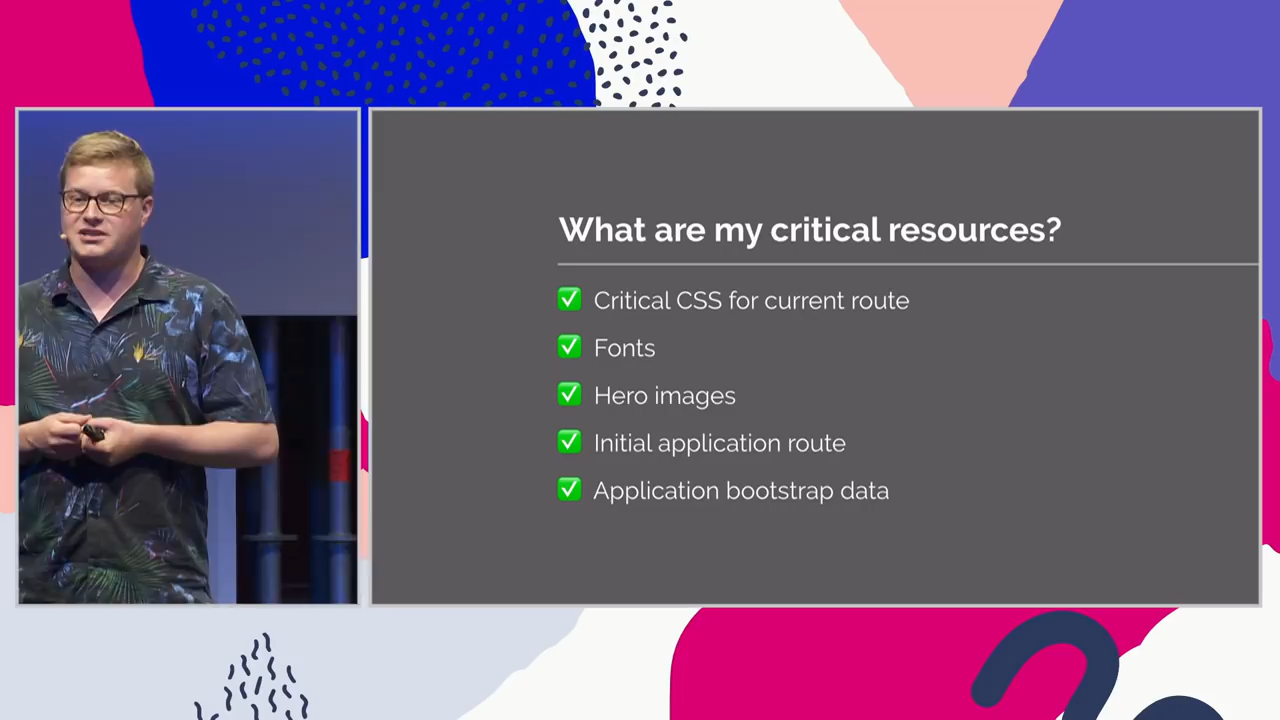 What are my critical resources?
✅ Critical CSS for current route
✅ Fonts
✅ Hero images
✅ Initial application route
✅ Application bootstrap data